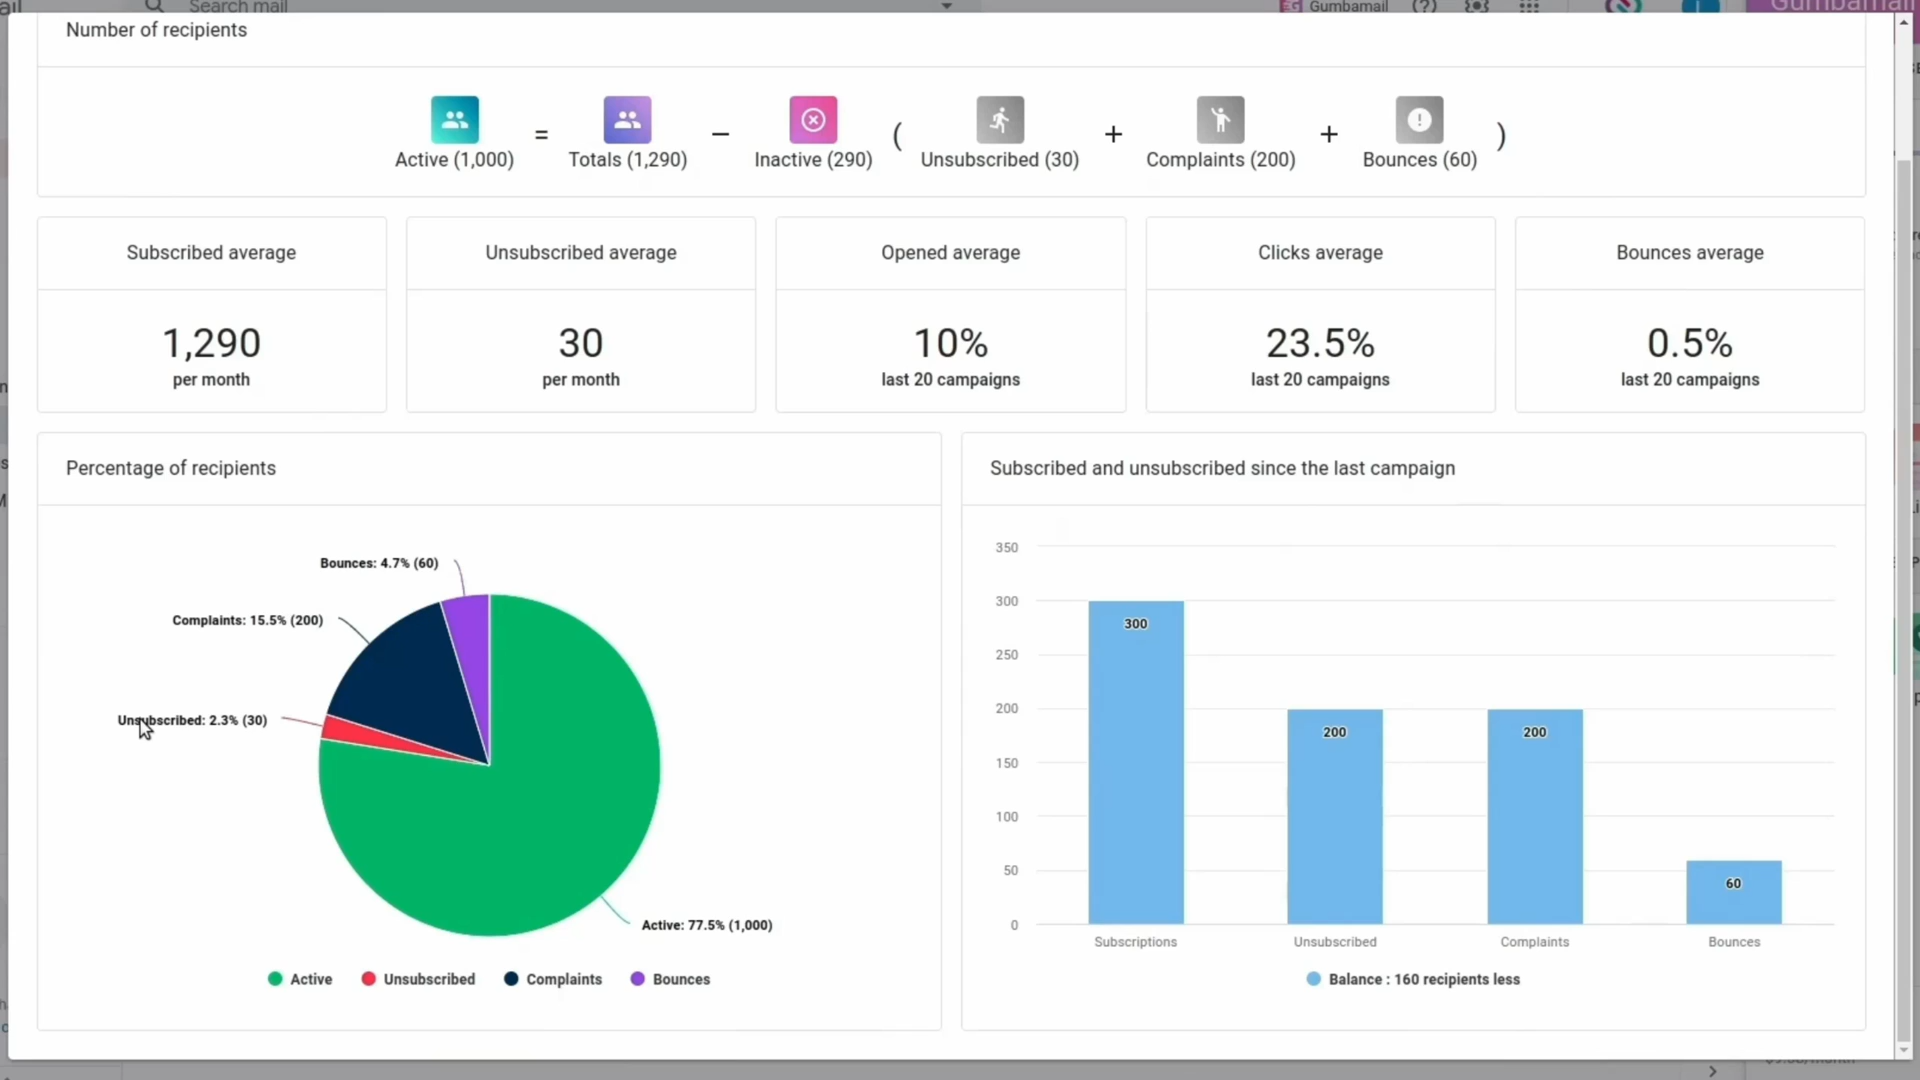 Search mail
Gumbamail
Number of recipients
Active (1,000) = Totals (1,290) − Inactive (290) ( Unsubscribed (30) + Complaints (200) + Bounces (60) )
Subscribed average
1,290
per month
Unsubscribed average
30
per month
Opened average
10%
last 20 campaigns
Clicks average
23.5%
last 20 campaigns
Bounces average
0.5%
last 20 campaigns
Percentage of recipients
Bounces: 4.7% (60)
Complaints: 15.5% (200)
Unsubscribed: 2.3% (30)
Active: 77.5% (1,000)
Active Unsubscribed Complaints Bounces
Subscribed and unsubscribed since the last campaign
350
300
250
200
150
100
50
0
300
200
200
60
Subscriptions Unsubscribed Complaints Bounces
Balance : 160 recipients less